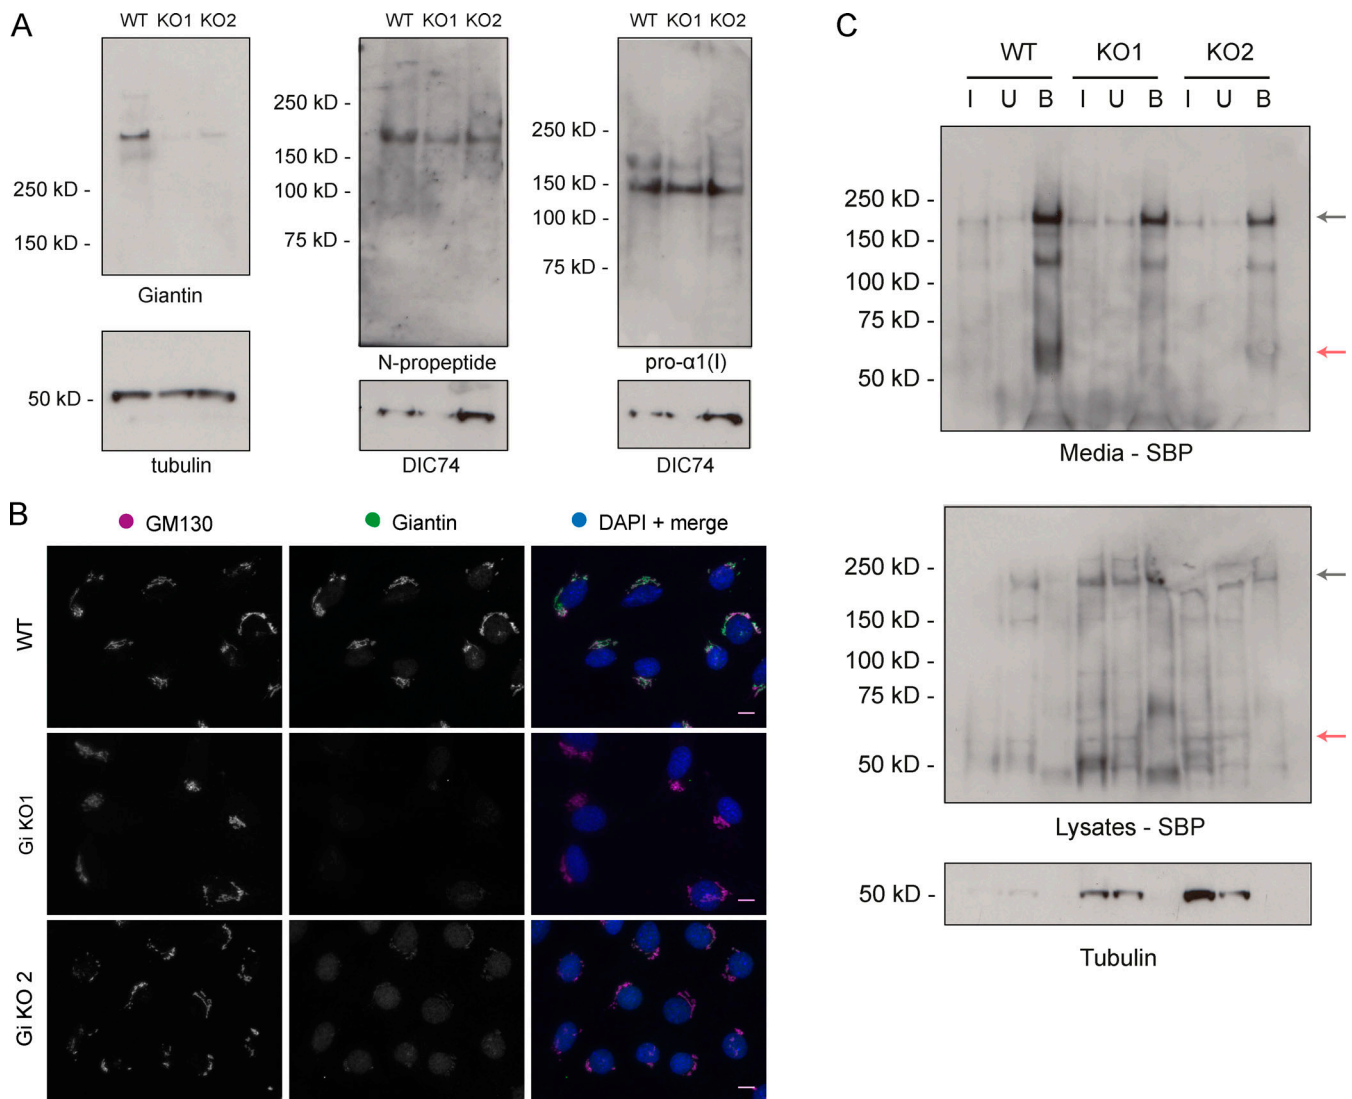 A
WT KO1 KO2
250 kD -
150 kD -
Giantin
50 kD -
tubulin
WT KO1 KO2
250 kD -
150 kD -
100 kD -
75 kD -
N-propeptide
DIC74
WT KO1 KO2
250 kD -
150 kD -
100 kD -
75 kD -
pro-α1(I)
DIC74
B
GM130 Giantin DAPI + merge
WT
Gi KO1
Gi KO 2
C
WT KO1 KO2
I U B I U B I U B
250 kD -
150 kD -
100 kD -
75 kD -
50 kD -
Media - SBP
250 kD -
150 kD -
100 kD -
75 kD -
50 kD -
Lysates - SBP
50 kD -
Tubulin